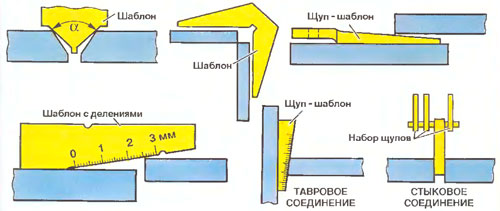 Шаблон
α
Шаблон
Щуп - шаблон
Шаблон с делениями
0 1 2 3 мм
Щуп - шаблон
ТАВРОВОЕ
СОЕДИНЕНИЕ
Набор щупов
СТЫКОВОЕ
СОЕДИНЕНИЕ